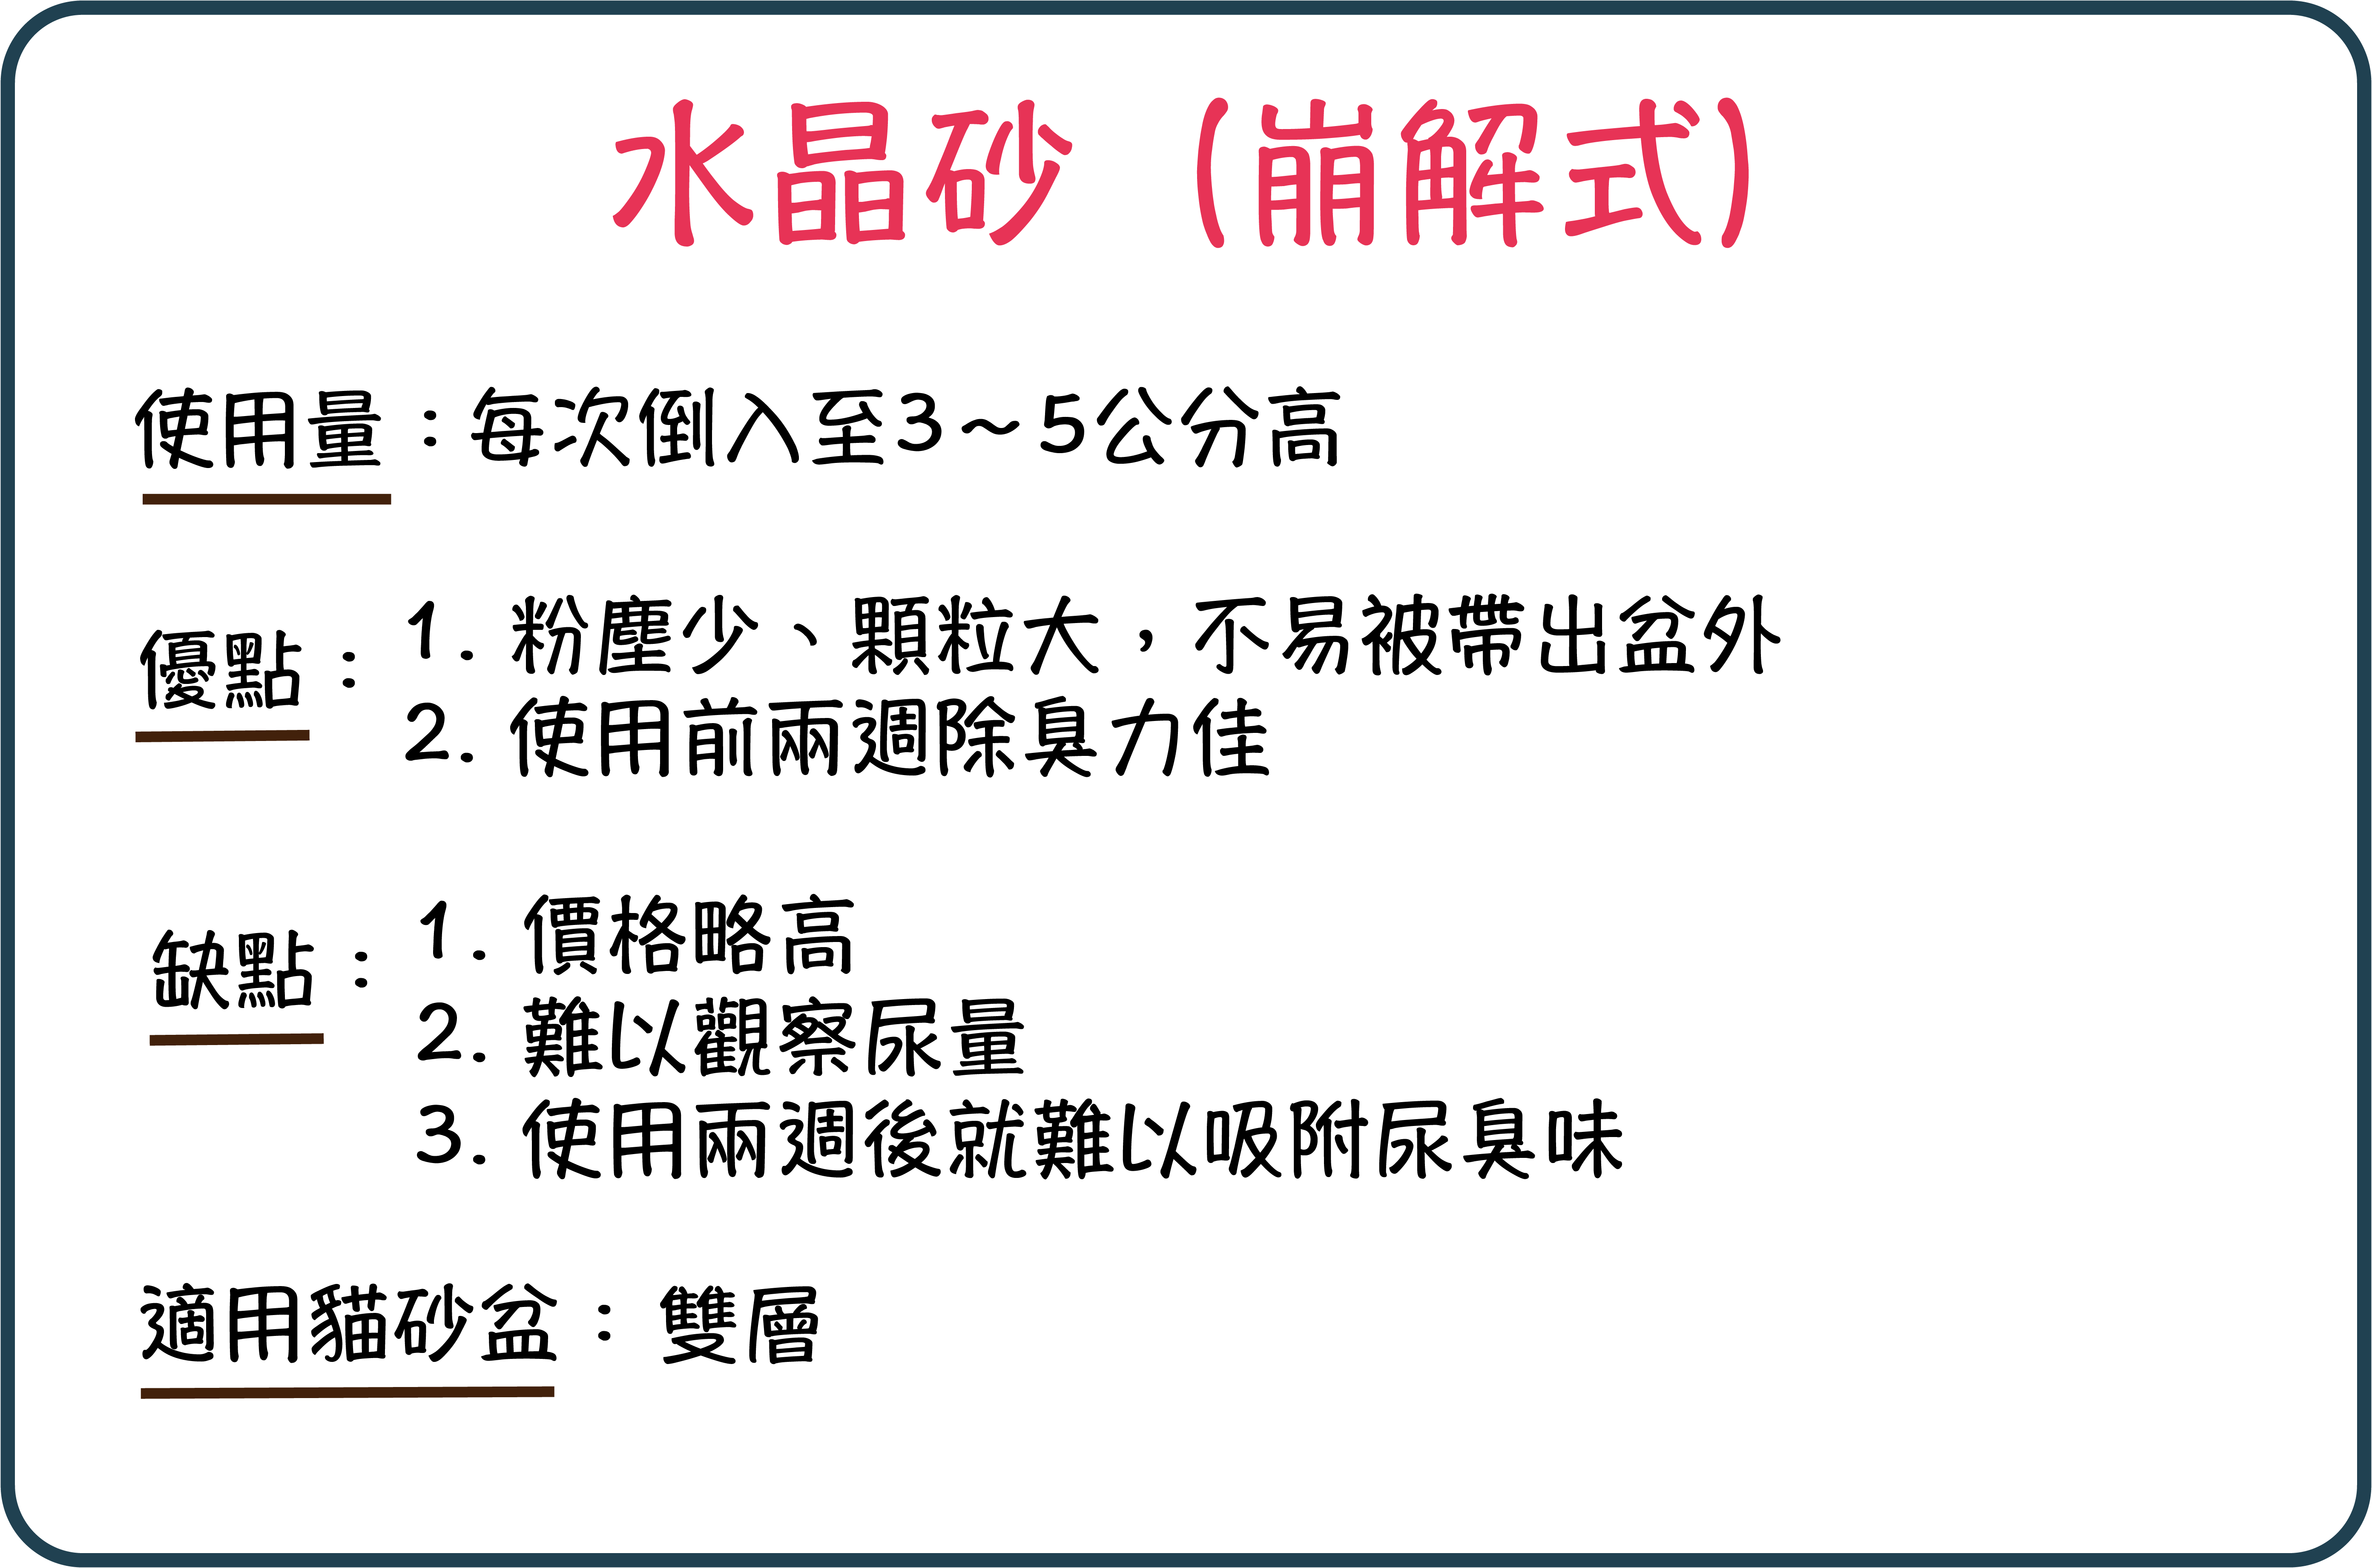 水晶砂 (崩解式)
使用量：每次倒入至3~5公分高
優點：
1. 粉塵少、顆粒大，不易被帶出盆外
2. 使用前兩週除臭力佳
缺點：
1. 價格略高
2. 難以觀察尿量
3. 使用兩週後就難以吸附尿臭味
適用貓砂盆：雙層